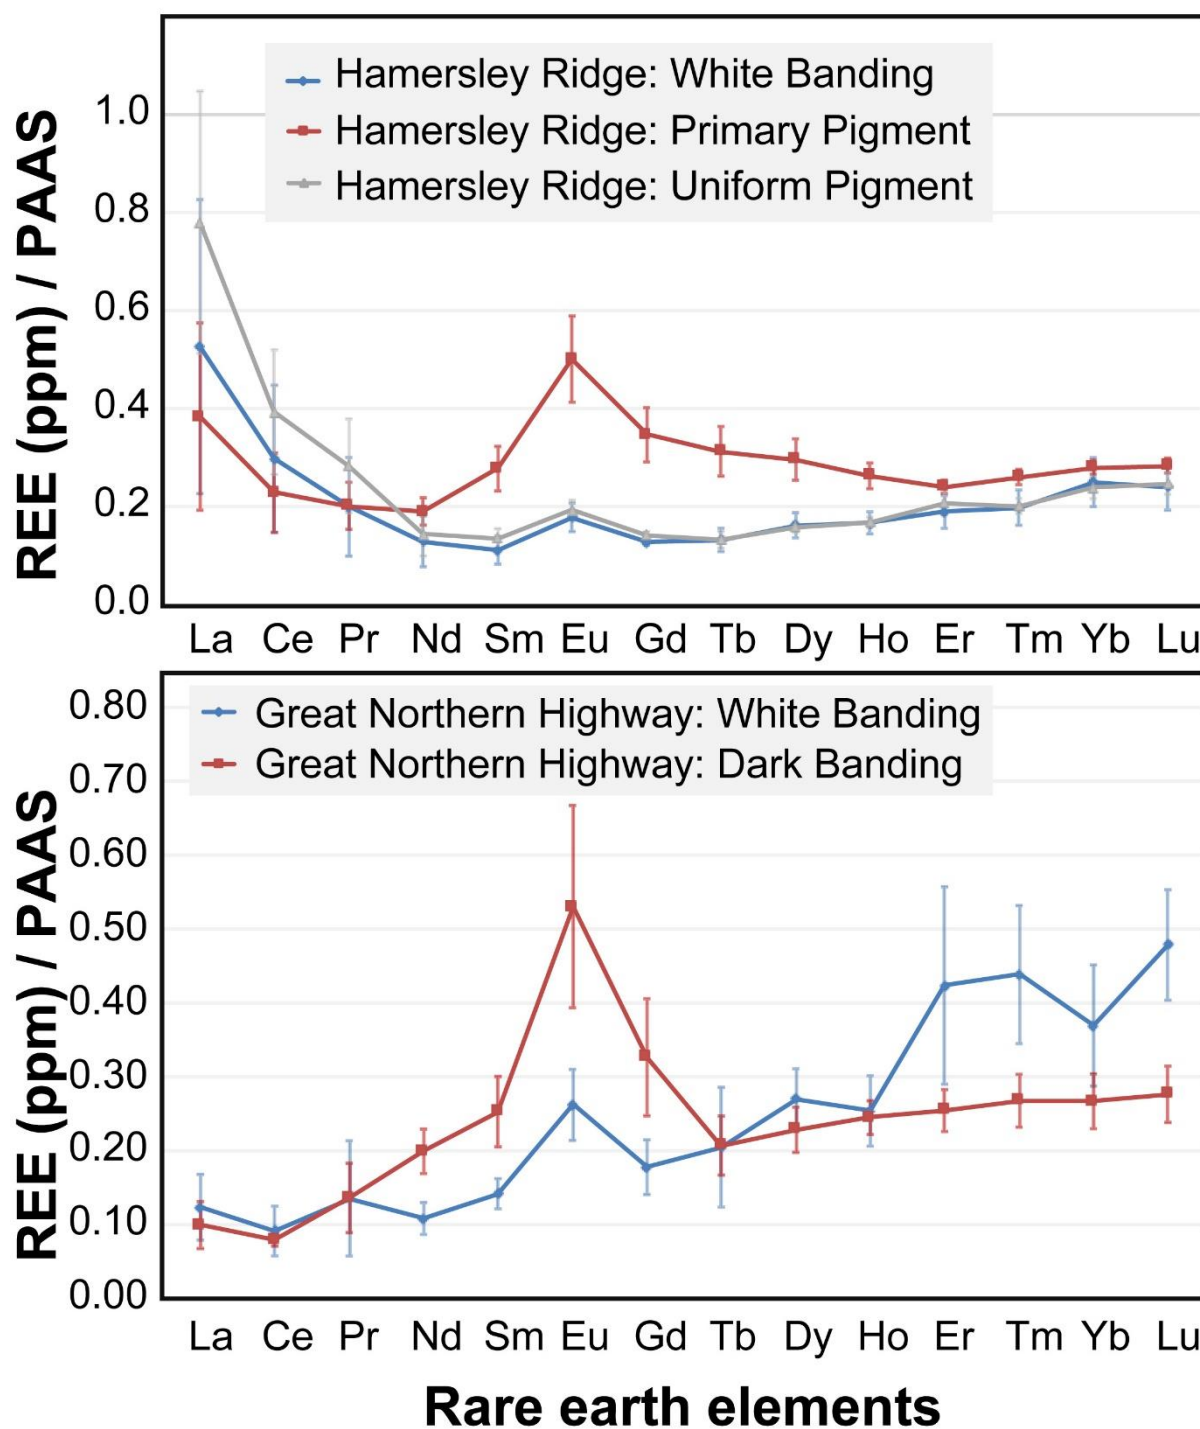 Hamersley Ridge: White Banding
Hamersley Ridge: Primary Pigment
Hamersley Ridge: Uniform Pigment
REE (ppm) / PAAS
1.0
0.8
0.6
0.4
0.2
0.0
La Ce Pr Nd Sm Eu Gd Tb Dy Ho Er Tm Yb Lu
Great Northern Highway: White Banding
Great Northern Highway: Dark Banding
REE (ppm) / PAAS
0.80
0.70
0.60
0.50
0.40
0.30
0.20
0.10
0.00
La Ce Pr Nd Sm Eu Gd Tb Dy Ho Er Tm Yb Lu
Rare earth elements